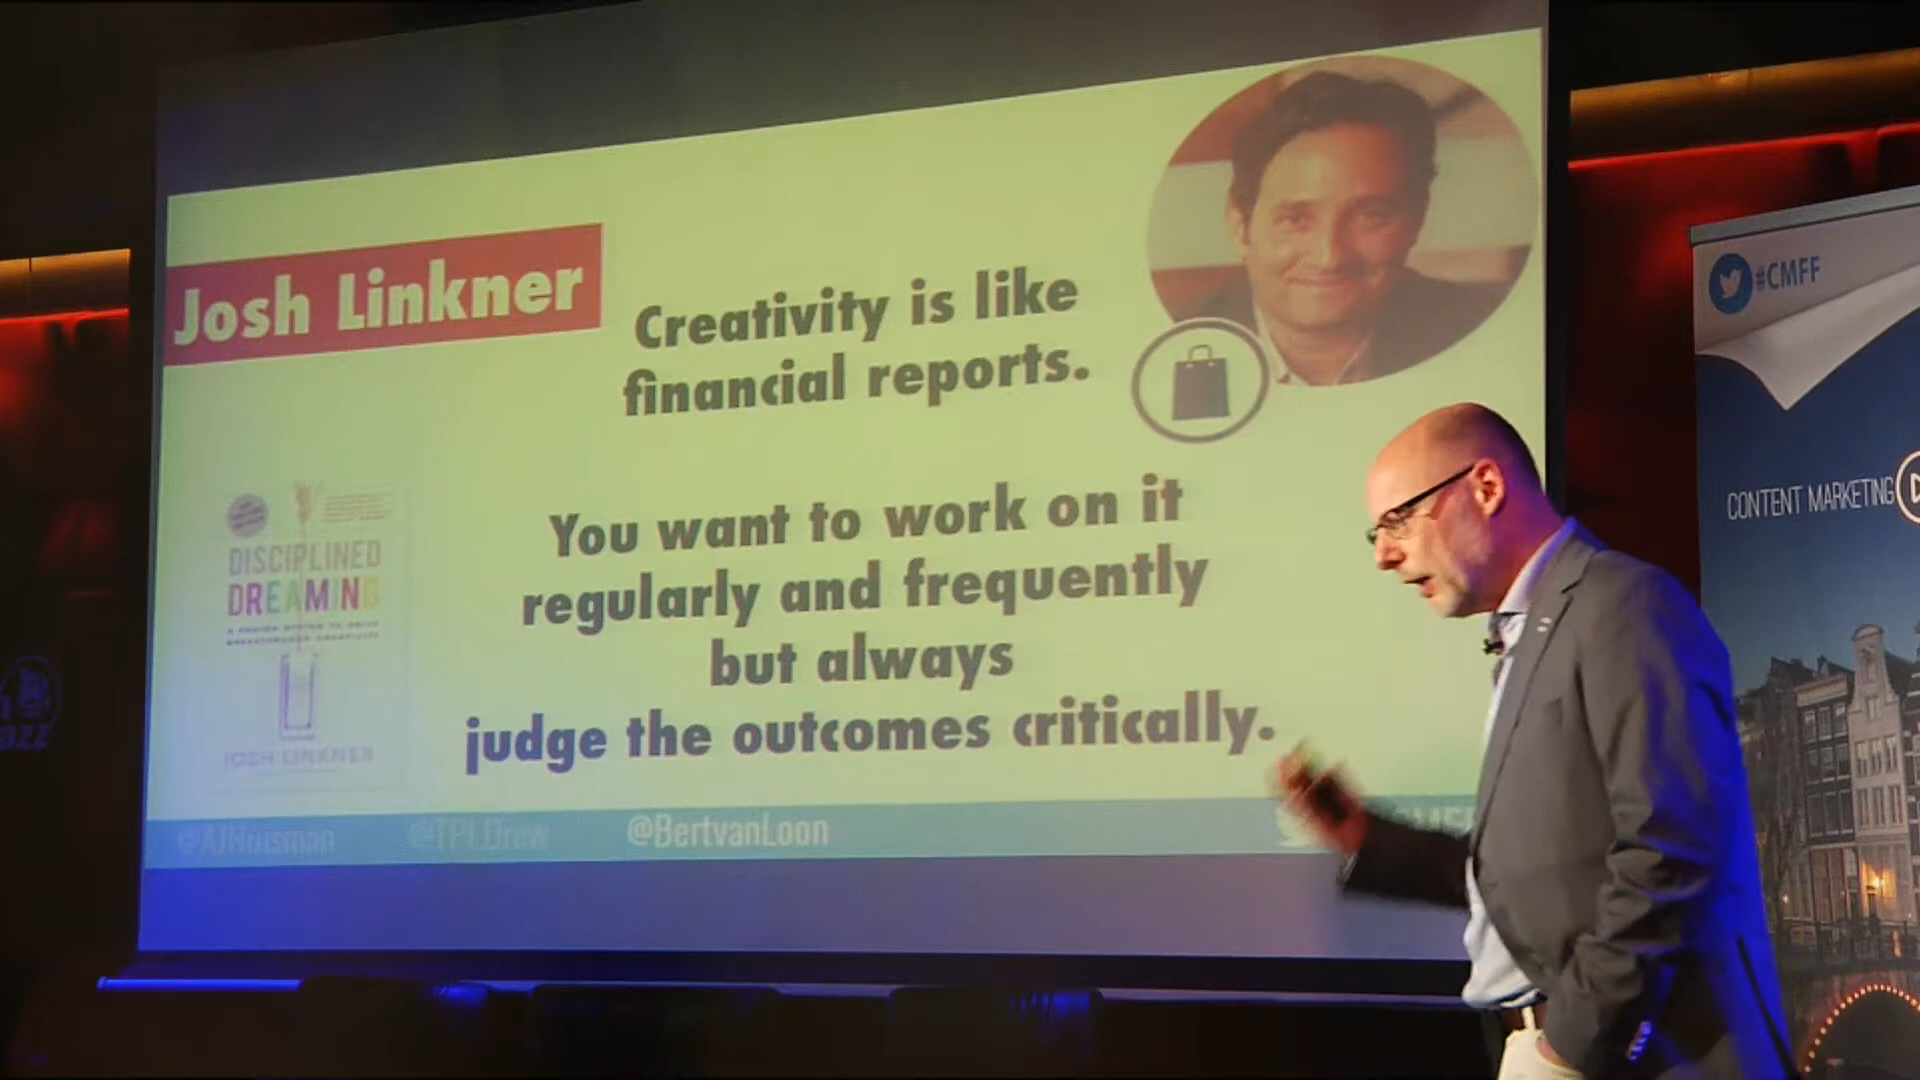 Josh Linkner
Creativity is like
financial reports.
You want to work on it
regularly and frequently
but always
judge the outcomes critically.
DISCIPLINED
DREAMING
JOSH LINKNER
@AJHuisman @TPLDrew @BertvanLoon
#CMFF
CONTENT MARKETING
azz